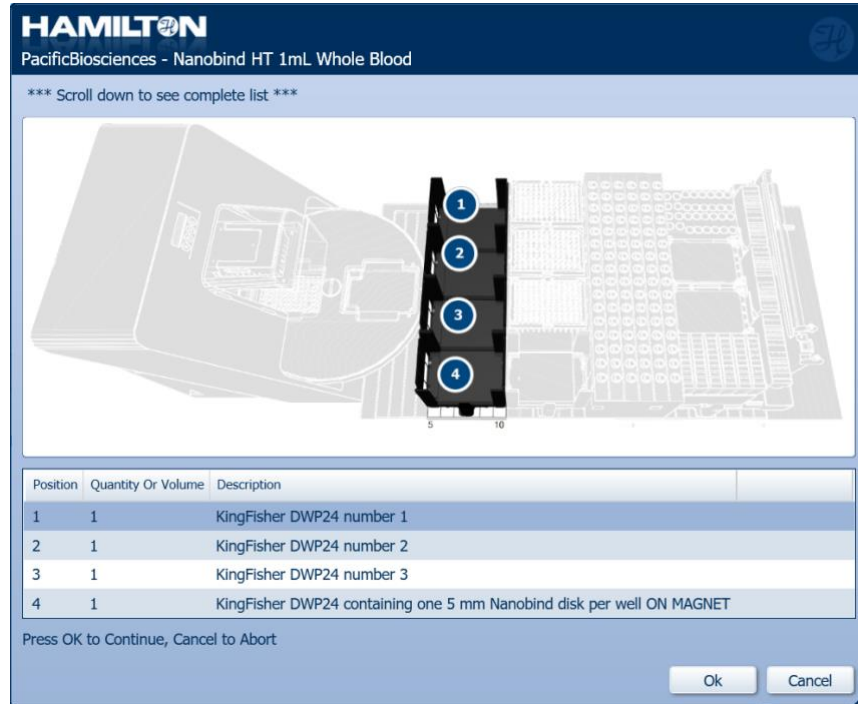 HAMILTON
PacificBiosciences - Nanobind HT 1mL Whole Blood
*** Scroll down to see complete list ***
1
2
3
4
5 10
Position Quantity Or Volume Description
1 1 KingFisher DWP24 number 1
2 1 KingFisher DWP24 number 2
3 1 KingFisher DWP24 number 3
4 1 KingFisher DWP24 containing one 5 mm Nanobind disk per well ON MAGNET
Press OK to Continue, Cancel to Abort
Ok Cancel